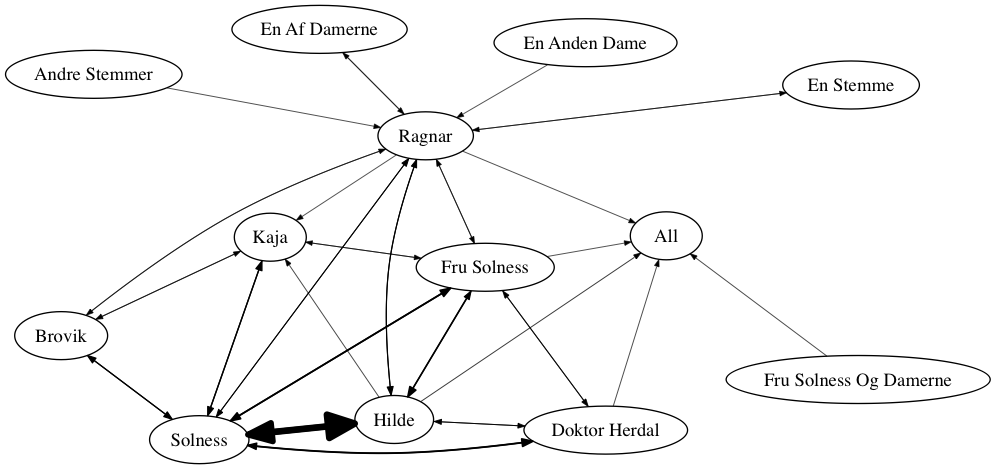 En Af Damerne
En Anden Dame
Andre Stemmer
En Stemme
Ragnar
Kaja
All
Fru Solness
Brovik
Fru Solness Og Damerne
Hilde
Doktor Herdal
Solness